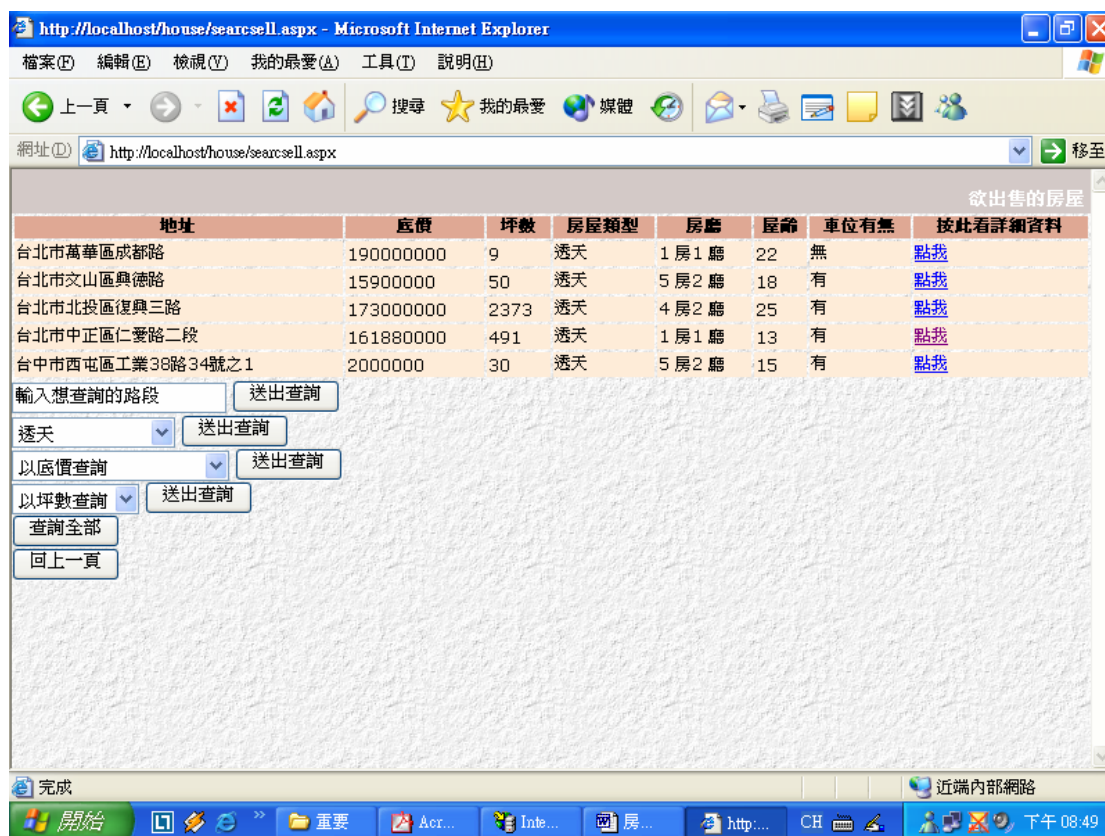 http://localhost/house/searcsell.aspx - Microsoft Internet Explorer
檔案(F) 編輯(E) 檢視(V) 我的最愛(A) 工具(T) 說明(H)
上一頁 搜尋 我的最愛 媒體
網址(D) http://localhost/house/searcsell.aspx 移至
欲出售的房屋
地址 底價 坪數 房屋類型 房廳 屋齡 車位有無 按此看詳細資料
台北市萬華區成都路 190000000 9 透天 1 房1 廳 22 無 點我
台北市交山區興德路 15900000 50 透天 5 房2 廳 18 有 點我
台北市北投區復興三路 173000000 2373 透天 4 房2 廳 25 有 點我
台北市中正區仁愛路二段 161880000 491 透天 1 房1 廳 13 有 點我
台中市西屯區工業38路34號之1 2000000 30 透天 5 房2 廳 15 有 點我
輸入想查詢的路段 送出查詢
透天 送出查詢
以底價查詢 送出查詢
以坪數查詢 送出查詢
查詢全部
回上一頁
完成 近端內部網路
開始 » 重要 Acr... Inte... 房... http:... CH 下午 08:49